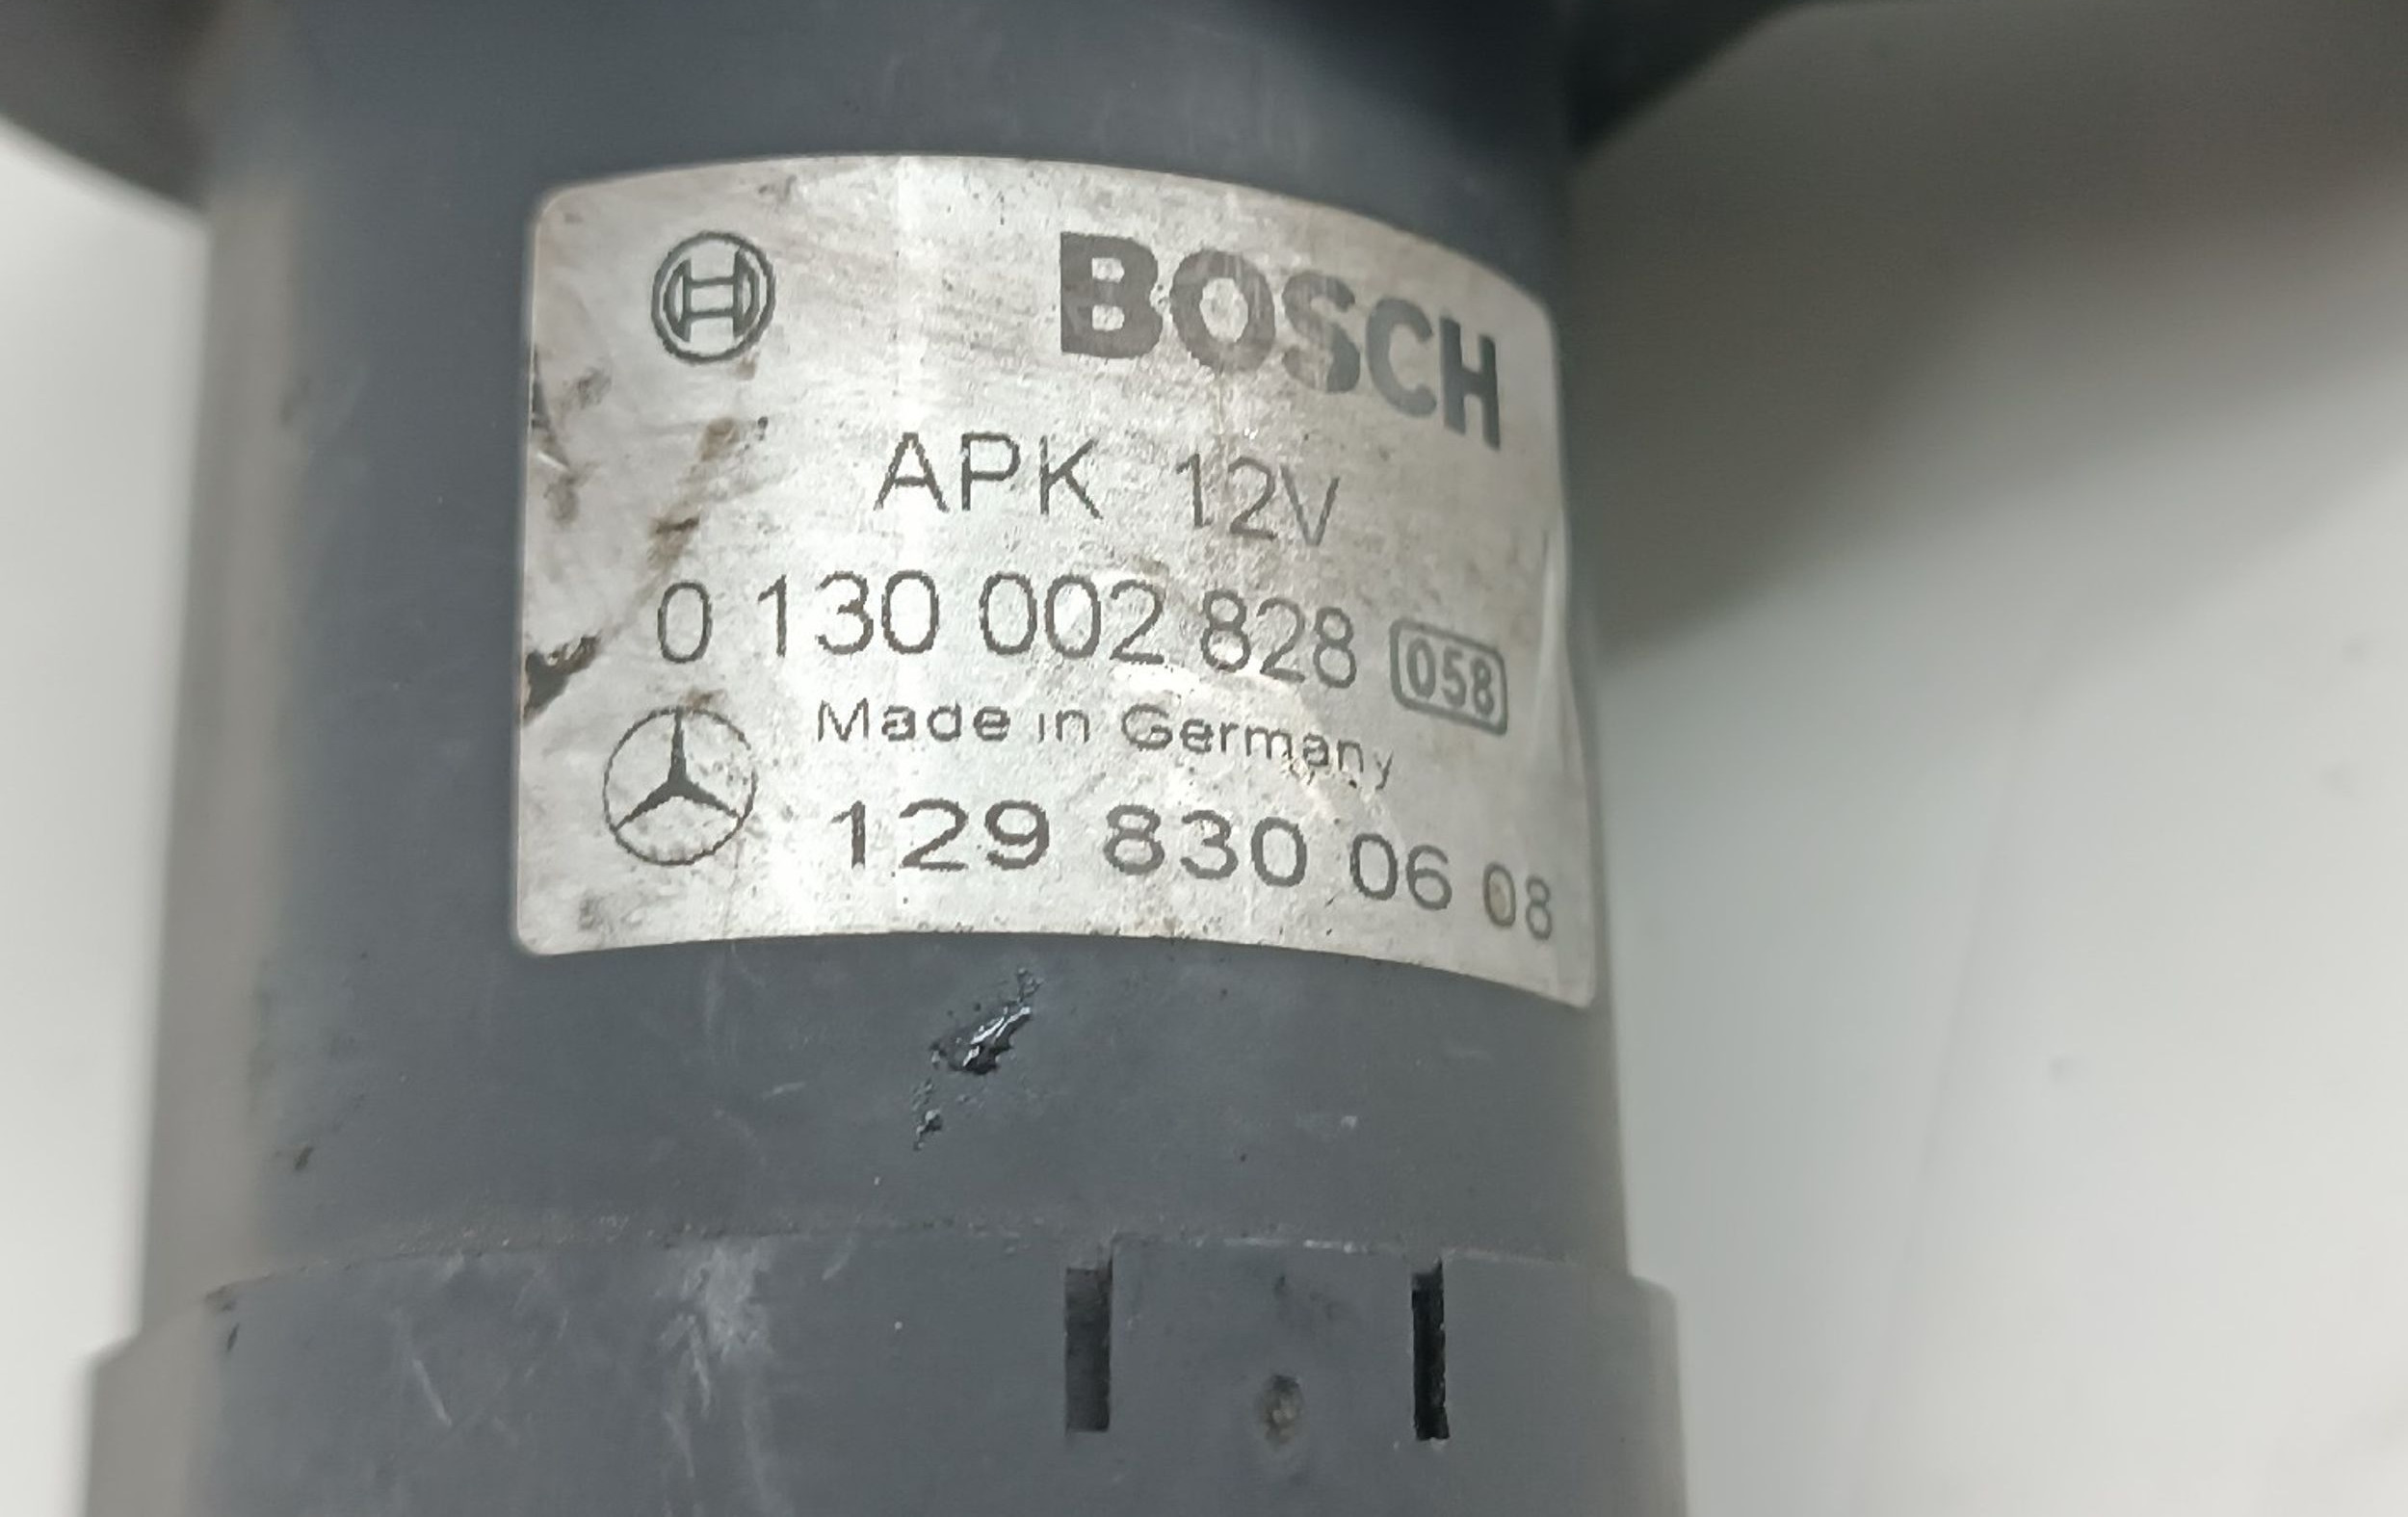 BOSCH
APK 12V
0 130 002 828 058
Made in Germany
129 830 06 08